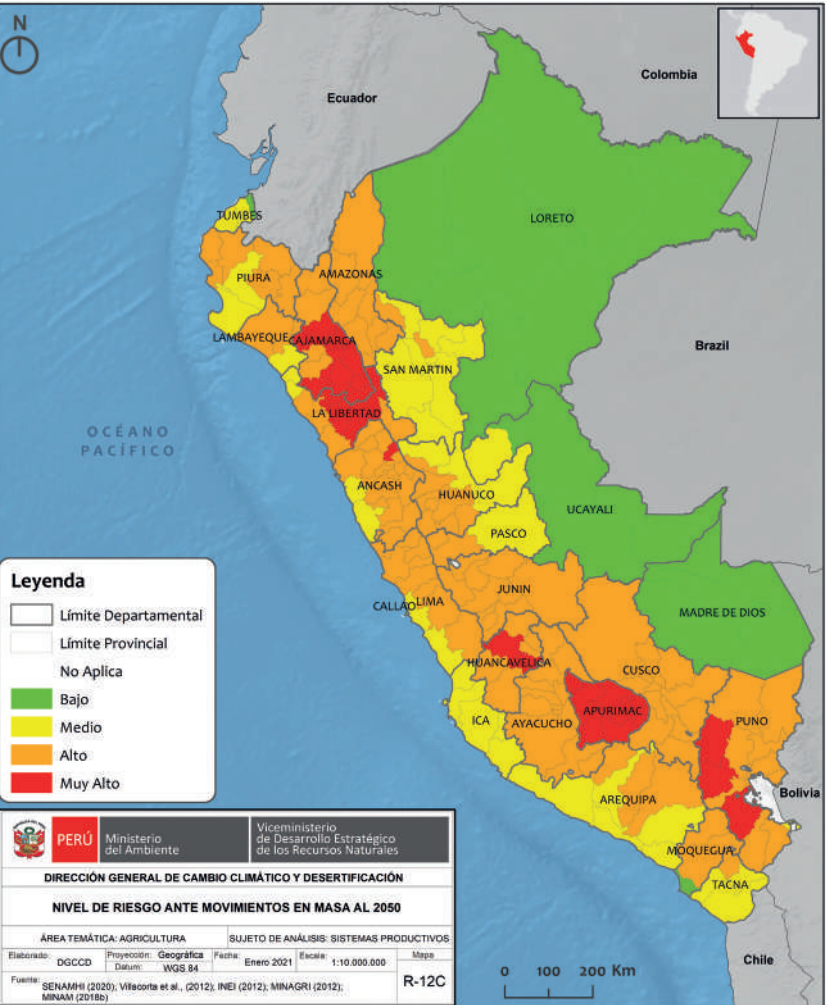 N
Ecuador
Colombia
TUMBES
LORETO
PIURA
AMAZONAS
LAMBAYEQUE
CAJAMARCA
Brazil
SAN MARTIN
LA LIBERTAD
OCÉANO
PACÍFICO
ANCASH
HUANUCO
UCAYALI
PASCO
JUNIN
CALLAO
LIMA
MADRE DE DIOS
HUANCAVELICA
CUSCO
ICA
AYACUCHO
APURIMAC
PUNO
Bolivia
AREQUIPA
MOQUEGUA
TACNA
Chile
0 100 200 Km
Leyenda
Límite Departamental
Límite Provincial
No Aplica
Bajo
Medio
Alto
Muy Alto
PERÚ
Ministerio
del Ambiente
Viceministerio
de Desarrollo Estratégico
de los Recursos Naturales
DIRECCIÓN GENERAL DE CAMBIO CLIMÁTICO Y DESERTIFICACIÓN
NIVEL DE RIESGO ANTE MOVIMIENTOS EN MASA AL 2050
ÁREA TEMÁTICA: AGRICULTURA SUJETO DE ANÁLISIS: SISTEMAS PRODUCTIVOS
Elaborado: DGCCD Proyección: Geográfica Fecha: Enero 2021 Escala: 1:10.000.000 Mapa
Datum: WGS 84
R-12C
Fuente: SENAMHI (2020); Villacorta et al., (2012); INEI (2012); MINAGRI (2012);
MINAM (2018b)